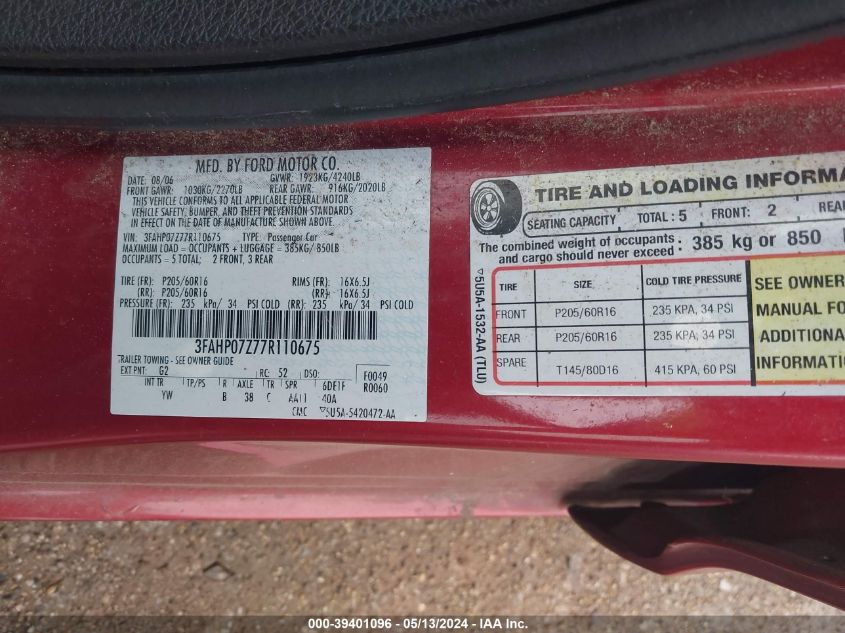 MFD. BY FORD MOTOR CO.
DATE: 08/06 GVWR: 1923KG/4240LB
FRONT GAWR: 1030KG/2270LB REAR GAWR: 916KG/2020LB
THIS VEHICLE CONFORMS TO ALL APPLICABLE FEDERAL MOTOR
VEHICLE SAFETY, BUMPER, AND THEFT PREVENTION STANDARDS
IN EFFECT ON THE DATE OF MANUFACTURE SHOWN ABOVE.
VIN: 3FAHP07Z77R110675 TYPE: Passenger Car
MAXIMUM LOAD = OCCUPANTS + LUGGAGE = 385KG/850LB
OCCUPANTS = 5 TOTAL; 2 FRONT, 3 REAR
TIRE (FR): P205/60R16 RIMS (FR): 16X6.5J
(RR): P205/60R16 (RR): 16X6.5J
PRESSURE (FR): 235 kPa/ 34 PSI COLD (RR): 235 kPa/ 34 PSI COLD
3FAHP07Z77R110675
TRAILER TOWING - SEE OWNER GUIDE
EXT PNT: G2 RC: 52 DSO: F0049
R0060
INT TR TP/PS R AXLE TR SPR 6DE1F
YW B 38 C AA11 40A
CMC 5U5A-5420472-AA
TIRE AND LOADING INFORMA
SEATING CAPACITY TOTAL : 5 FRONT: 2 REA
The combined weight of occupants
and cargo should never exceed : 385 kg or 850
5U5A-1532-AA (TLU)
TIRE SIZE COLD TIRE PRESSURE
FRONT P205/60R16 235 KPA, 34 PSI
REAR P205/60R16 235 KPA, 34 PSI
SPARE T145/80D16 415 KPA, 60 PSI
SEE OWNER
MANUAL FO
ADDITIONA
INFORMATI
000-39401096 - 05/13/2024 - IAA Inc.